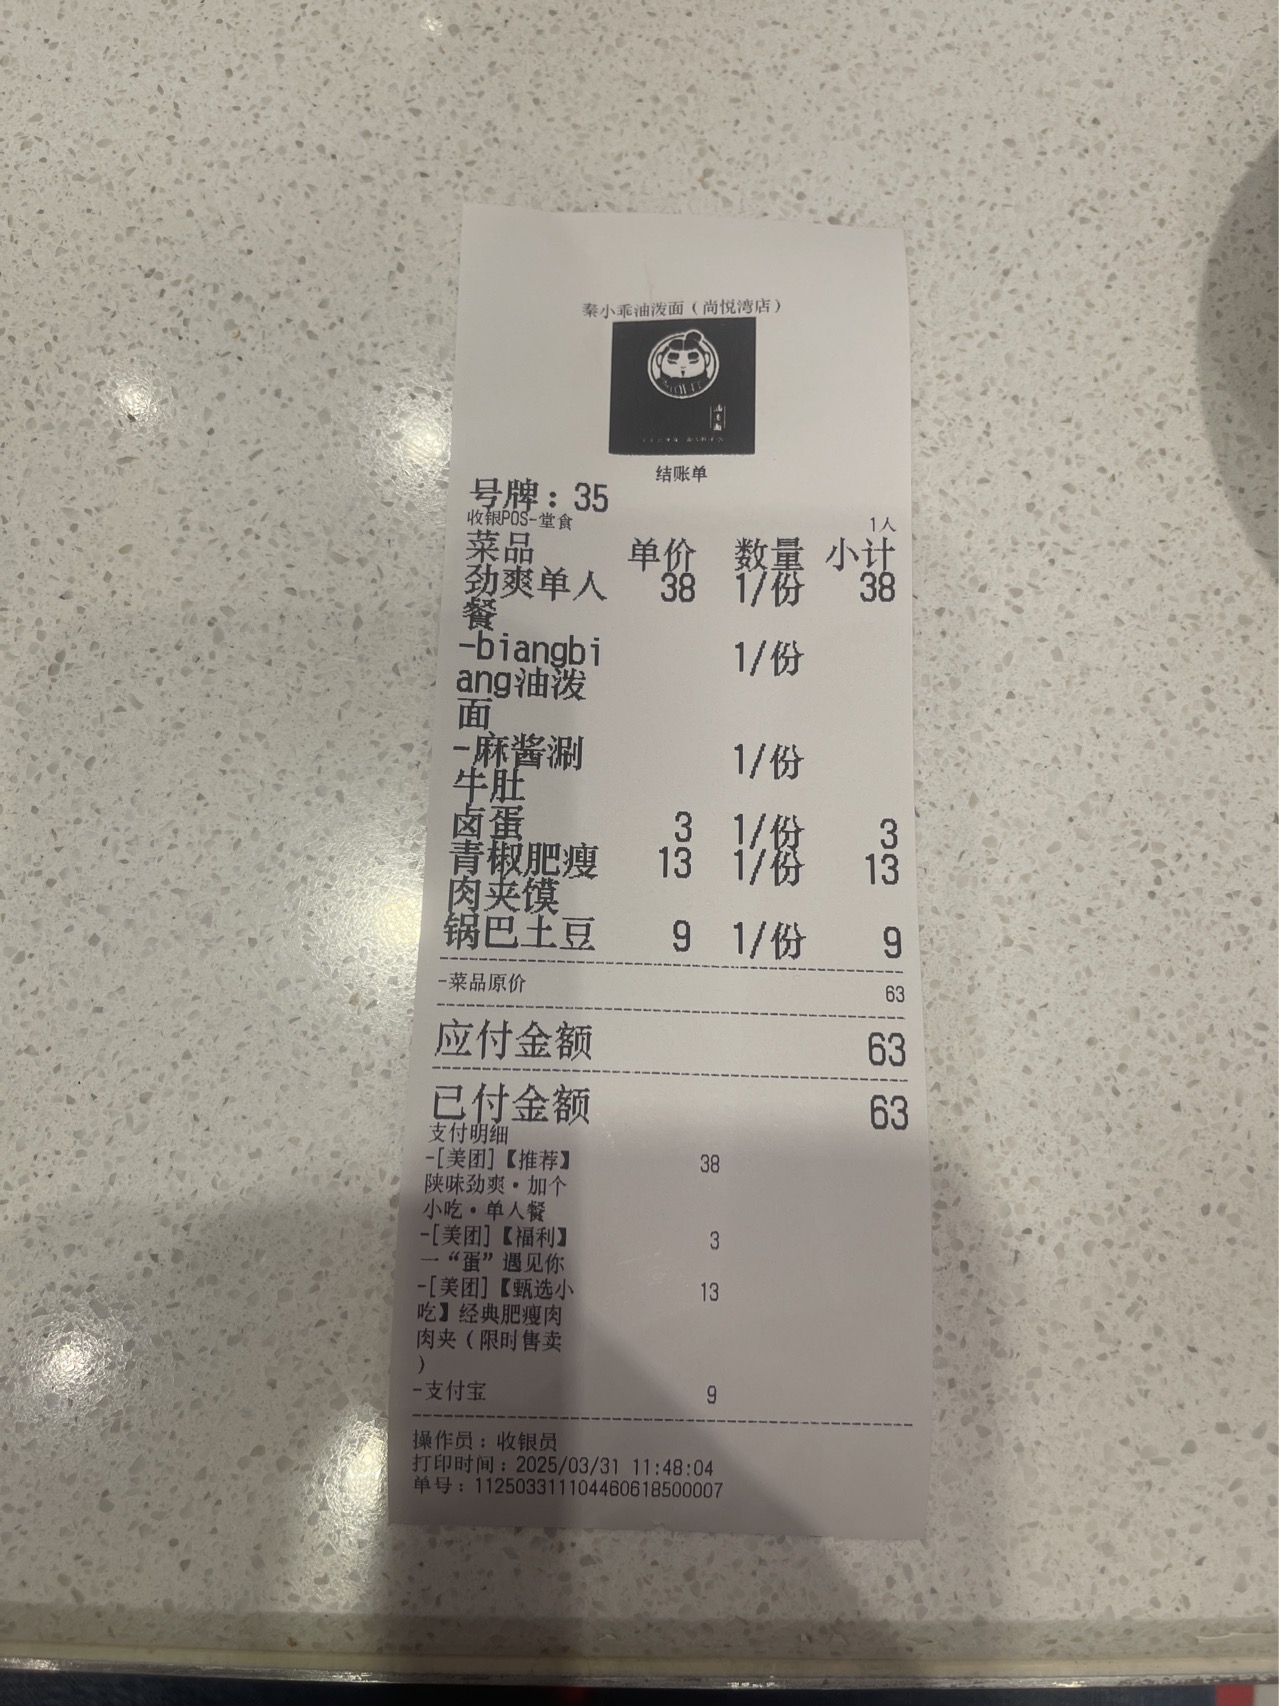 秦小乖油泼面（尚悦湾店）
结账单
号牌：35
收银POS-堂食 1人
菜品 单价 数量 小计
劲爽单人 38 1/份 38
餐
-biangbi 1/份
ang油泼
面
-麻酱涮 1/份
牛肚
卤蛋 3 1/份 3
青椒肥瘦 13 1/份 13
肉夹馍
锅巴土豆 9 1/份 9
-菜品原价 63
应付金额 63
已付金额 63
支付明细
-[美团]【推荐】 38
陕味劲爽·加个
小吃·单人餐
-[美团]【福利】 3
一“蛋”遇见你
-[美团]【甄选小 13
吃】经典肥瘦肉
肉夹（限时售卖
）
-支付宝 9
操作员：收银员
打印时间：2025/03/31 11:48:04
单号：11250331110446061850​0007